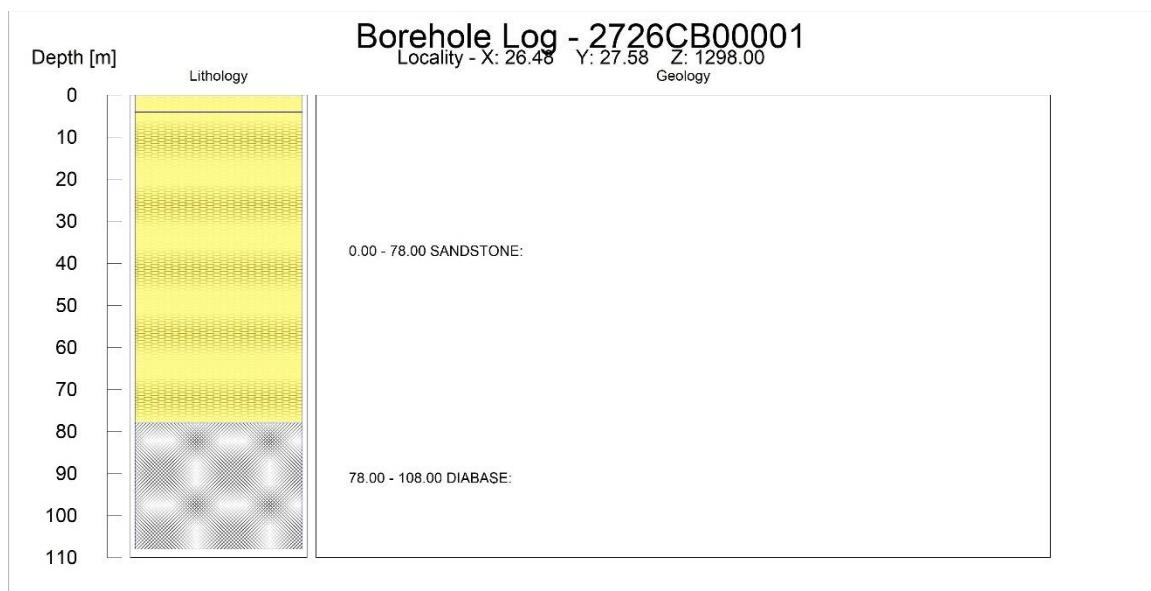 Borehole Log - 2726CB00001
Depth [m]
Locality - X: 26.48 Y: 27.58 Z: 1298.00
Lithology
Geology
0
10
20
30
0.00 - 78.00 SANDSTONE:
40
50
60
70
80
90
78.00 - 108.00 DIABASE:
100
110